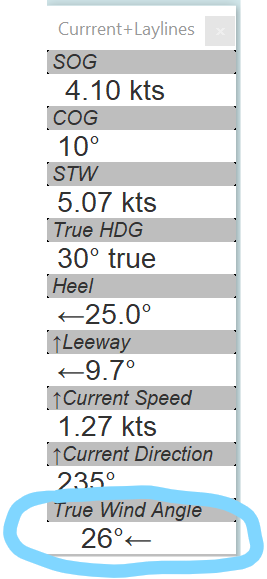 Currrent+Laylines ×
SOG
4.10 kts
COG
10°
STW
5.07 kts
True HDG
30° true
Heel
←25.0°
↑Leeway
←9.7°
↑Current Speed
1.27 kts
↑Current Direction
235°
True Wind Angle
26°←